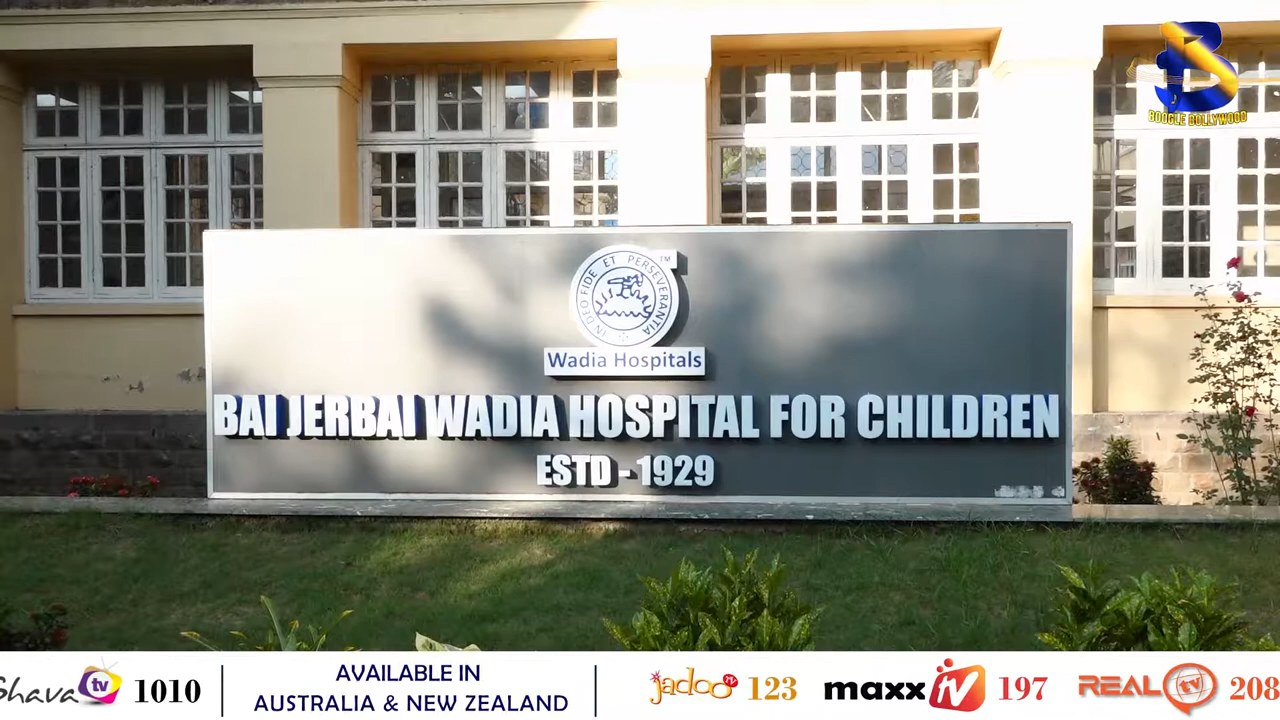 B
BOOGLE BOLLYWOOD
IN DEO FIDE ET PERSEVERANTIA
TM
Wadia Hospitals
BAI JERBAI WADIA HOSPITAL FOR CHILDREN
ESTD - 1929
Shava tv 1010
AVAILABLE IN
AUSTRALIA & NEW ZEALAND
jadoo TV 123
maxx TV 197
REAL tv 208